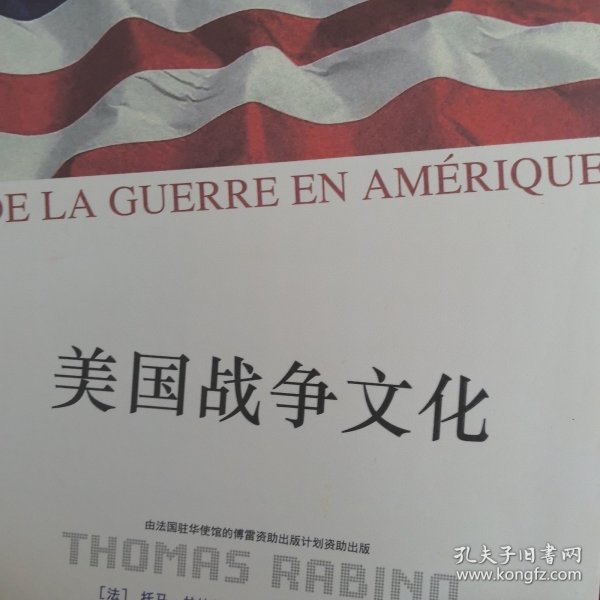 DE LA GUERRE EN AMÉRIQUE
美国战争文化
由法国驻华使馆的傅雷资助出版计划资助出版
THOMAS RABINO
[法] 托马
孔夫子旧书网
www.kongfz.com